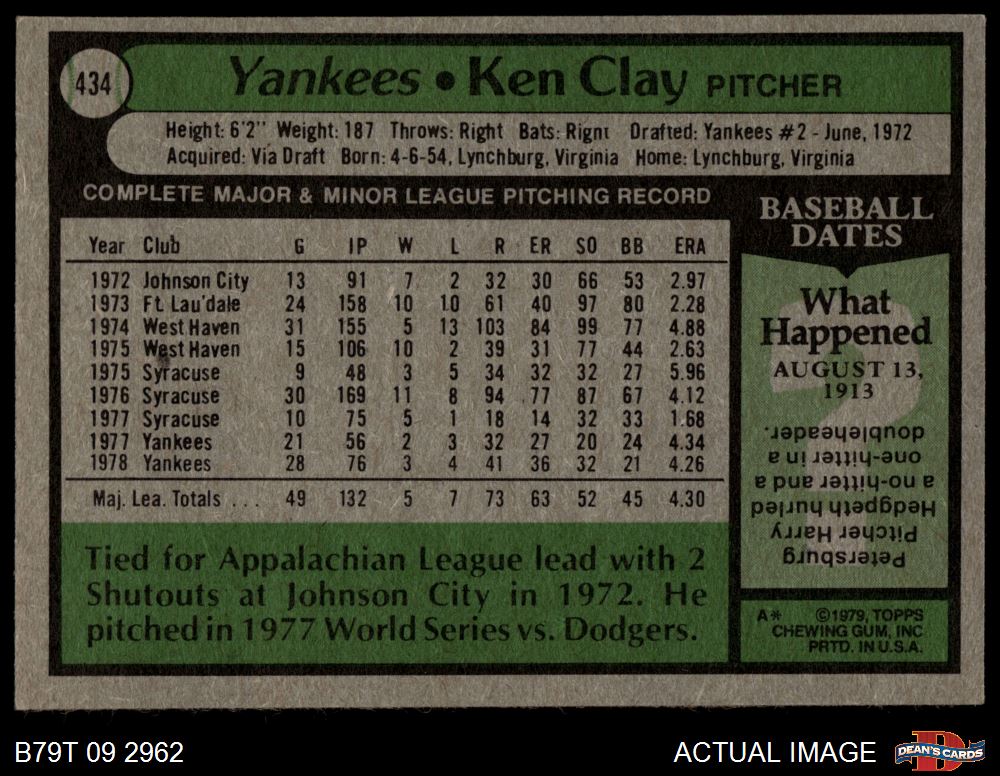 434
Yankees • Ken Clay PITCHER
Height: 6'2" Weight: 187 Throws: Right Bats: Right Drafted: Yankees #2 - June, 1972
Acquired: Via Draft Born: 4-6-54, Lynchburg, Virginia Home: Lynchburg, Virginia
COMPLETE MAJOR & MINOR LEAGUE PITCHING RECORD
Year Club G IP W L R ER SO BB ERA
1972 Johnson City 13 91 7 2 32 30 66 53 2.97
1973 Ft. Lau'dale 24 158 10 10 61 40 97 80 2.28
1974 West Haven 31 155 5 13 103 84 99 77 4.88
1975 West Haven 15 106 10 2 39 31 77 44 2.63
1975 Syracuse 9 48 3 5 34 32 32 27 5.96
1976 Syracuse 30 169 11 8 94 77 87 67 4.12
1977 Syracuse 10 75 5 1 18 14 32 33 1.68
1977 Yankees 21 56 2 3 32 27 20 24 4.34
1978 Yankees 28 76 3 4 41 36 32 21 4.26
Maj. Lea. Totals . . . 49 132 5 7 73 63 52 45 4.30
Tied for Appalachian League lead with 2
Shutouts at Johnson City in 1972. He
pitched in 1977 World Series vs. Dodgers.
BASEBALL
DATES
What
Happened
AUGUST 13,
1913
Petersburg
Pitcher Harry
Hedgpeth hurled
a no-hitter and a
one-hitter in a
doubleheader.
A* ©1979, TOPPS
CHEWING GUM, INC
PRTD. IN U.S.A.
B79T 09 2962
ACTUAL IMAGE
DEAN'S CARDS